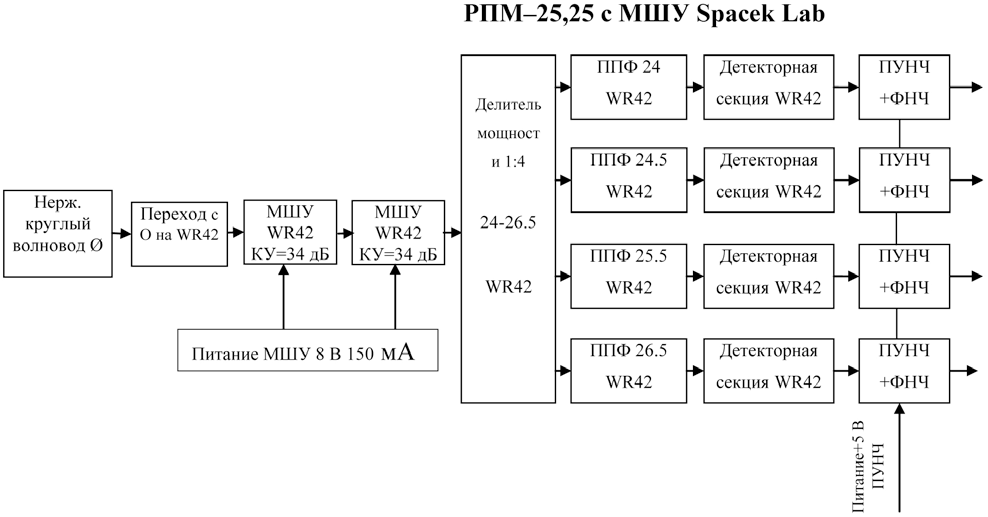 РПМ–25,25 с МШУ Spacek Lab
Нерж.
круглый
волновод Ø
Переход с
О на WR42
МШУ
WR42
КУ=34 дБ
МШУ
WR42
КУ=34 дБ
Питание МШУ 8 В 150 мА
Делитель
мощност
и 1:4
24-26.5
WR42
ППФ 24
WR42
Детекторная
секция WR42
ПУНЧ
+ФНЧ
ППФ 24.5
WR42
Детекторная
секция WR42
ПУНЧ
+ФНЧ
ППФ 25.5
WR42
Детекторная
секция WR42
ПУНЧ
+ФНЧ
ППФ 26.5
WR42
Детекторная
секция WR42
ПУНЧ
+ФНЧ
Питание+5 В
ПУНЧ